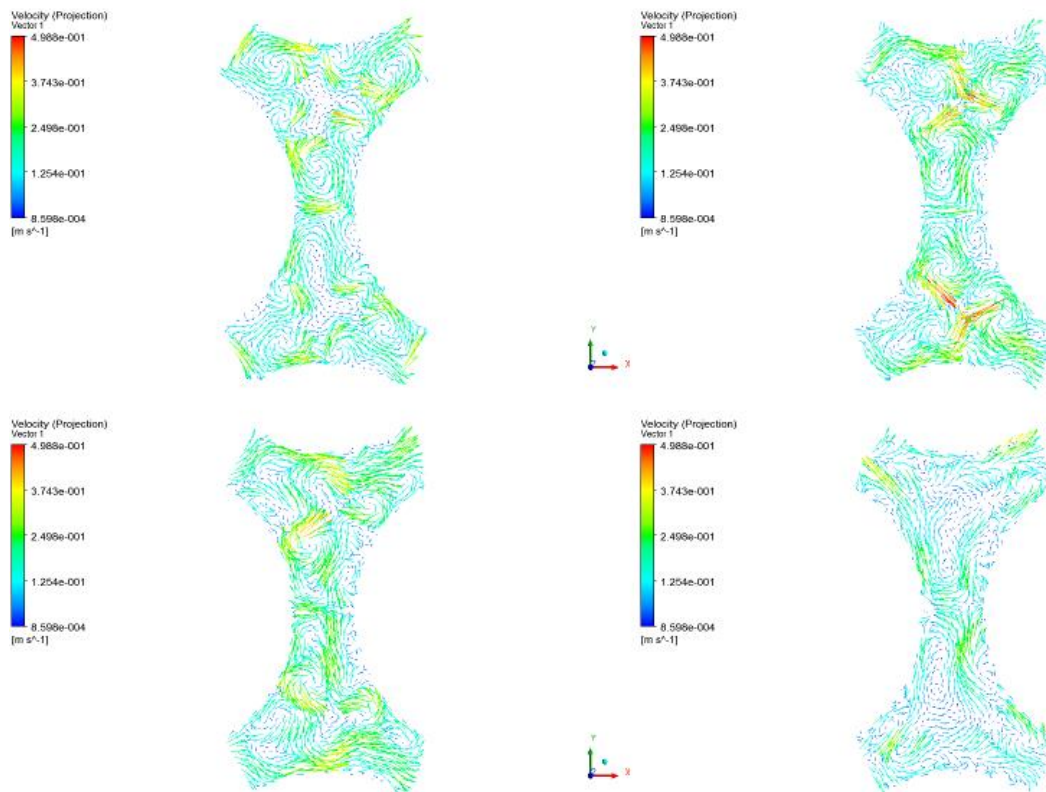 Velocity (Projection)
Vector 1
4.988e-001
3.743e-001
2.498e-001
1.254e-001
8.598e-004
[m s^-1]
Velocity (Projection)
Vector 1
4.988e-001
3.743e-001
2.498e-001
1.254e-001
8.598e-004
[m s^-1]
Y
X
Velocity (Projection)
Vector 1
4.988e-001
3.743e-001
2.498e-001
1.254e-001
8.598e-004
[m s^-1]
Velocity (Projection)
Vector 1
4.988e-001
3.743e-001
2.498e-001
1.254e-001
8.598e-004
[m s^-1]
Y
X